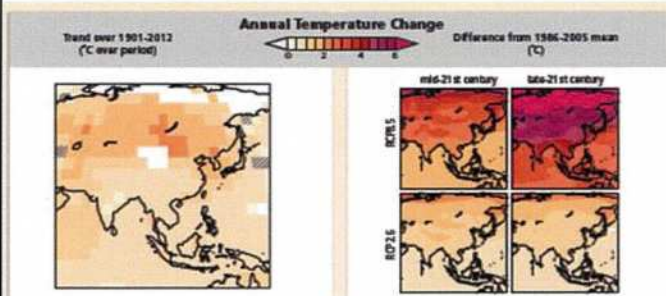 Annual Temperature Change
Trend over 1901-2012
(°C over period)
0 2 4 6
Difference from 1986-2005 mean
(°C)
mid-21st century
late-21st century
RCP8.5
RCP2.6